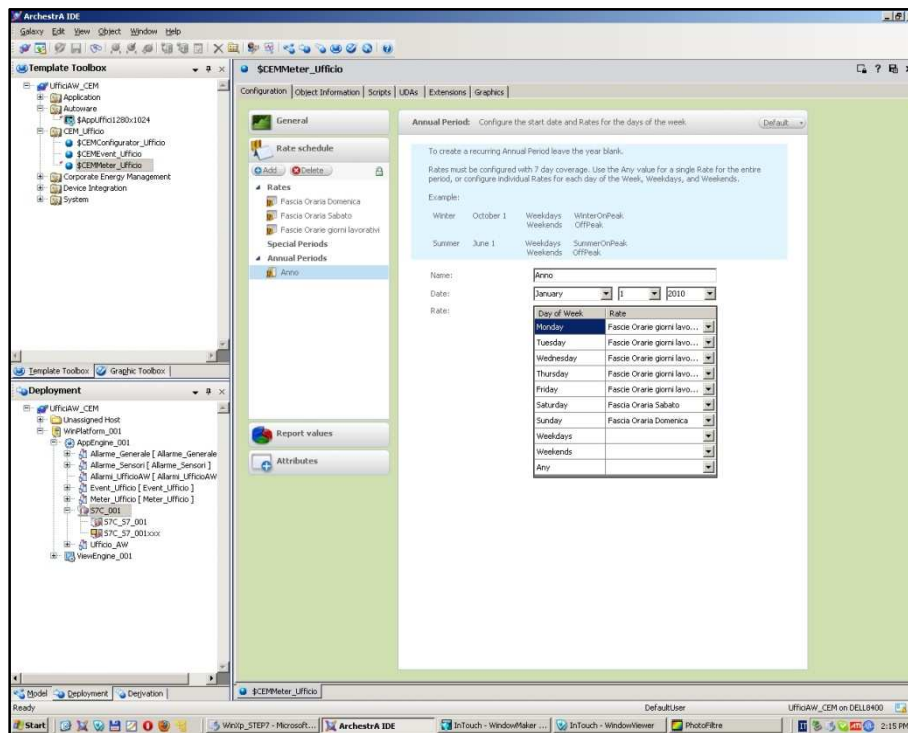 ArchestrA IDE
Galaxy Edit View Object Window Help
Template Toolbox
UfficiAW_CEM
Application
Autoware
$AppUffici1280x1024
CEM_Ufficio
$CEMConfigurator_Ufficio
$CEMEvent_Ufficio
$CEMMeter_Ufficio
Corporate Energy Management
Device Integration
System
Template Toolbox Graphic Toolbox
Deployment
UfficiAW_CEM
Unassigned Host
WinPlatform_001
AppEngine_001
Allarme_Generale [ Allarme_Generale
Allarme_Sensori [ Allarme_Sensori ]
Allarmi_UfficioAW [ Allarmi_UfficioAW
Event_Ufficio [ Event_Ufficio ]
Meter_Ufficio [ Meter_Ufficio ]
S7C_001
S7C_S7_001
S7C_S7_001xxx
Ufficio_AW
ViewEngine_001
Model Deployment Derivation
$CEMMeter_Ufficio
Configuration Object Information Scripts UDAs Extensions Graphics
General
Rate schedule
Add Delete
Rates
Fascia Oraria Domenica
Fascia Oraria Sabato
Fascie Orarie giorni lavorativi
Special Periods
Annual Periods
Anno
Report values
Attributes
Annual Period: Configure the start date and Rates for the days of the week
Default
To create a recurring Annual Period leave the year blank.
Rates must be configured with 7 day coverage. Use the Any value for a single Rate for the entire
period, or configure individual Rates for each day of the Week, Weekdays, and Weekends.
Example:
Winter October 1 Weekdays WinterOnPeak
Weekends OffPeak
Summer June 1 Weekdays SummerOnPeak
Weekends OffPeak
Name: Anno
Date: January 1 2010
Rate:
Day of Week Rate
Monday Fascie Orarie giorni lavo...
Tuesday Fascie Orarie giorni lavo...
Wednesday Fascie Orarie giorni lavo...
Thursday Fascie Orarie giorni lavo...
Friday Fascie Orarie giorni lavo...
Saturday Fascia Oraria Sabato
Sunday Fascia Oraria Domenica
Weekdays
Weekends
Any
$CEMMeter_Ufficio
Ready DefaultUser UfficiAW_CEM on DELL8400
Start WinXp_STEP7 - Microsoft... ArchestrA IDE InTouch - WindowMaker ... InTouch - WindowViewer PhotoFiltre IT 2:15 PM